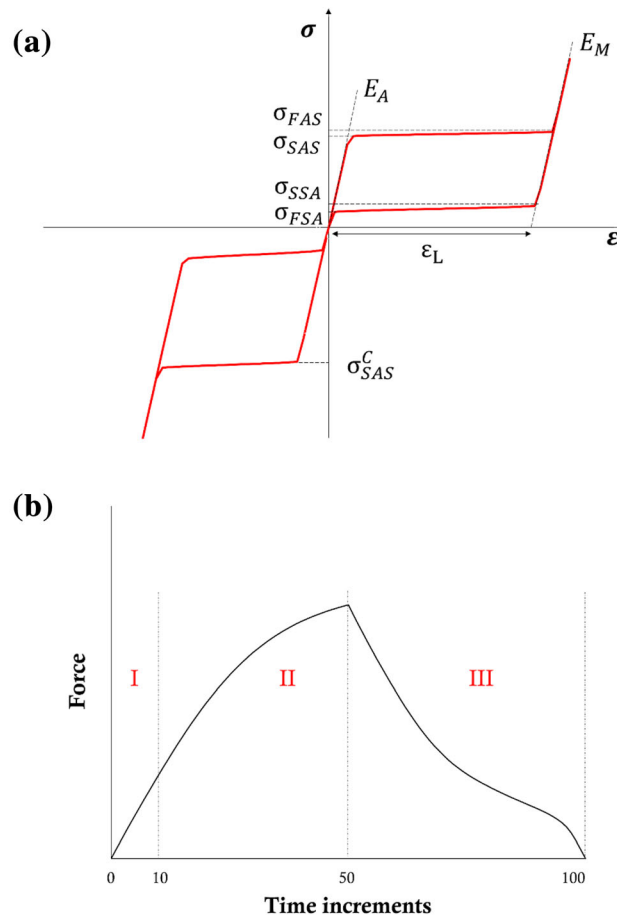 (a)
σ
E_M
E_A
σ_FAS
σ_SAS
σ_SSA
σ_FSA
ε
ε_L
σ^C_SAS
(b)
Force
I
II
III
0
10
50
100
Time increments